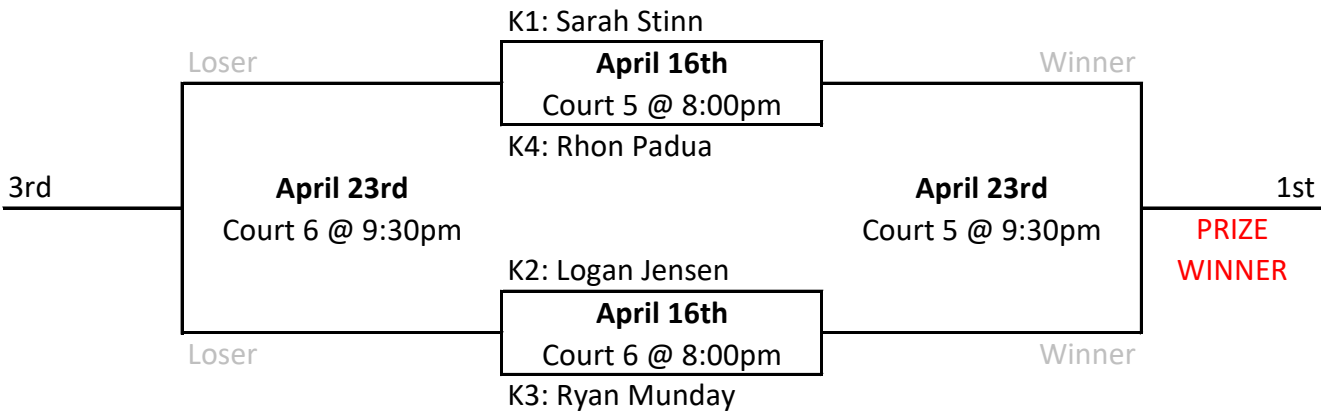 K1: Sarah Stinn
Loser
April 16th
Winner
Court 5 @ 8:00pm
K4: Rhon Padua
3rd
April 23rd
April 23rd
1st
Court 6 @ 9:30pm
Court 5 @ 9:30pm
PRIZE
WINNER
K2: Logan Jensen
April 16th
Loser
Court 6 @ 8:00pm
Winner
K3: Ryan Munday